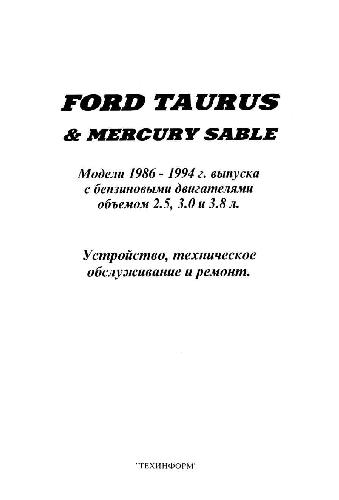 FORD TAURUS
& MERCURY SABLE
Модели 1986 - 1994 г. выпуска
с бензиновыми двигателями
объемом 2.5, 3.0 и 3.8 л.
Устройство, техническое
обслуживание и ремонт.
"ТЕХИНФОРМ"